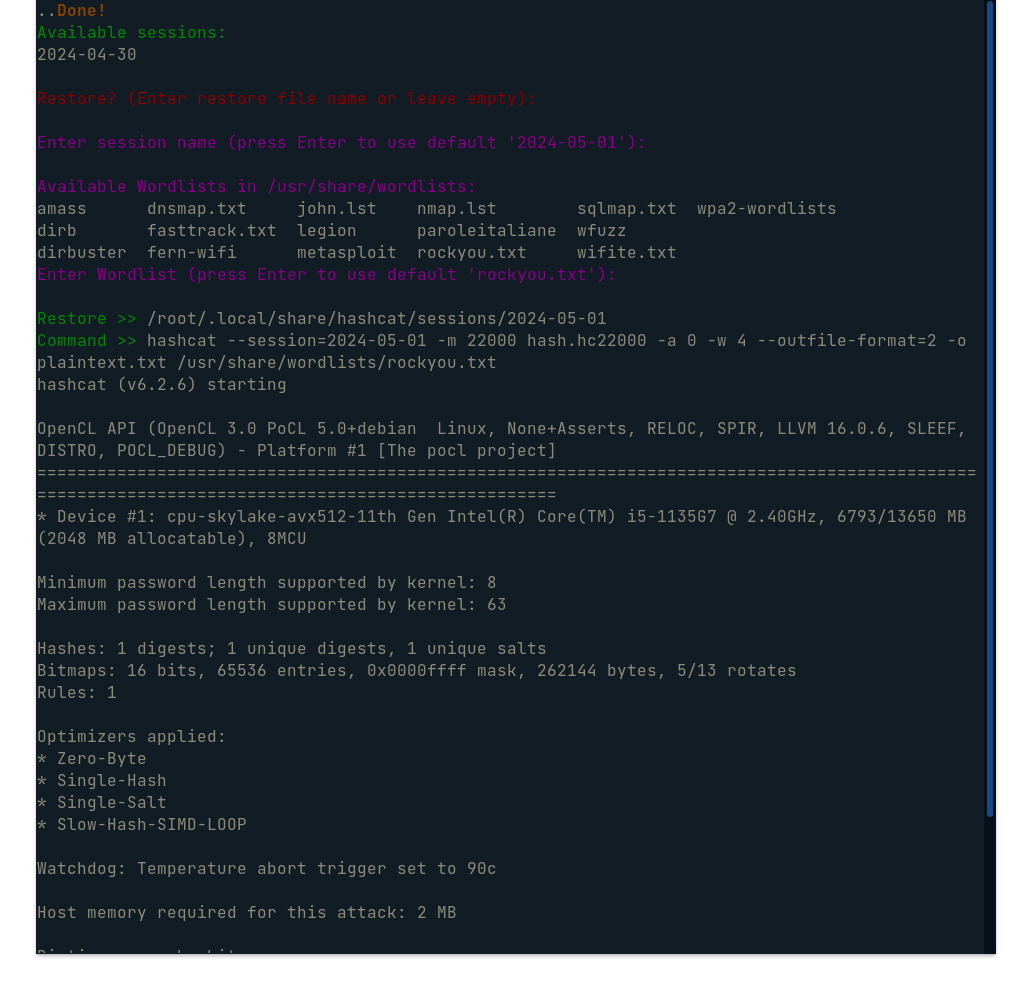 ..Done!
Available sessions:
2024-04-30
Restore? (Enter restore file name or leave empty):
Enter session name (press Enter to use default '2024-05-01'):
Available Wordlists in /usr/share/wordlists:
amass      dnsmap.txt     john.lst    nmap.lst        sqlmap.txt  wpa2-wordlists
dirb       fasttrack.txt  legion      paroleitaliane  wfuzz
dirbuster  fern-wifi      metasploit  rockyou.txt     wifite.txt
Enter Wordlist (press Enter to use default 'rockyou.txt'):
Restore >> /root/.local/share/hashcat/sessions/2024-05-01
Command >> hashcat --session=2024-05-01 -m 22000 hash.hc22000 -a 0 -w 4 --outfile-format=2 -o
plaintext.txt /usr/share/wordlists/rockyou.txt
hashcat (v6.2.6) starting
OpenCL API (OpenCL 3.0 PoCL 5.0+debian  Linux, None+Asserts, RELOC, SPIR, LLVM 16.0.6, SLEEF,
DISTRO, POCL_DEBUG) - Platform #1 [The pocl project]
==============================================================================================
====================================================
* Device #1: cpu-skylake-avx512-11th Gen Intel(R) Core(TM) i5-1135G7 @ 2.40GHz, 6793/13650 MB
(2048 MB allocatable), 8MCU
Minimum password length supported by kernel: 8
Maximum password length supported by kernel: 63
Hashes: 1 digests; 1 unique digests, 1 unique salts
Bitmaps: 16 bits, 65536 entries, 0x0000ffff mask, 262144 bytes, 5/13 rotates
Rules: 1
Optimizers applied:
* Zero-Byte
* Single-Hash
* Single-Salt
* Slow-Hash-SIMD-LOOP
Watchdog: Temperature abort trigger set to 90c
Host memory required for this attack: 2 MB